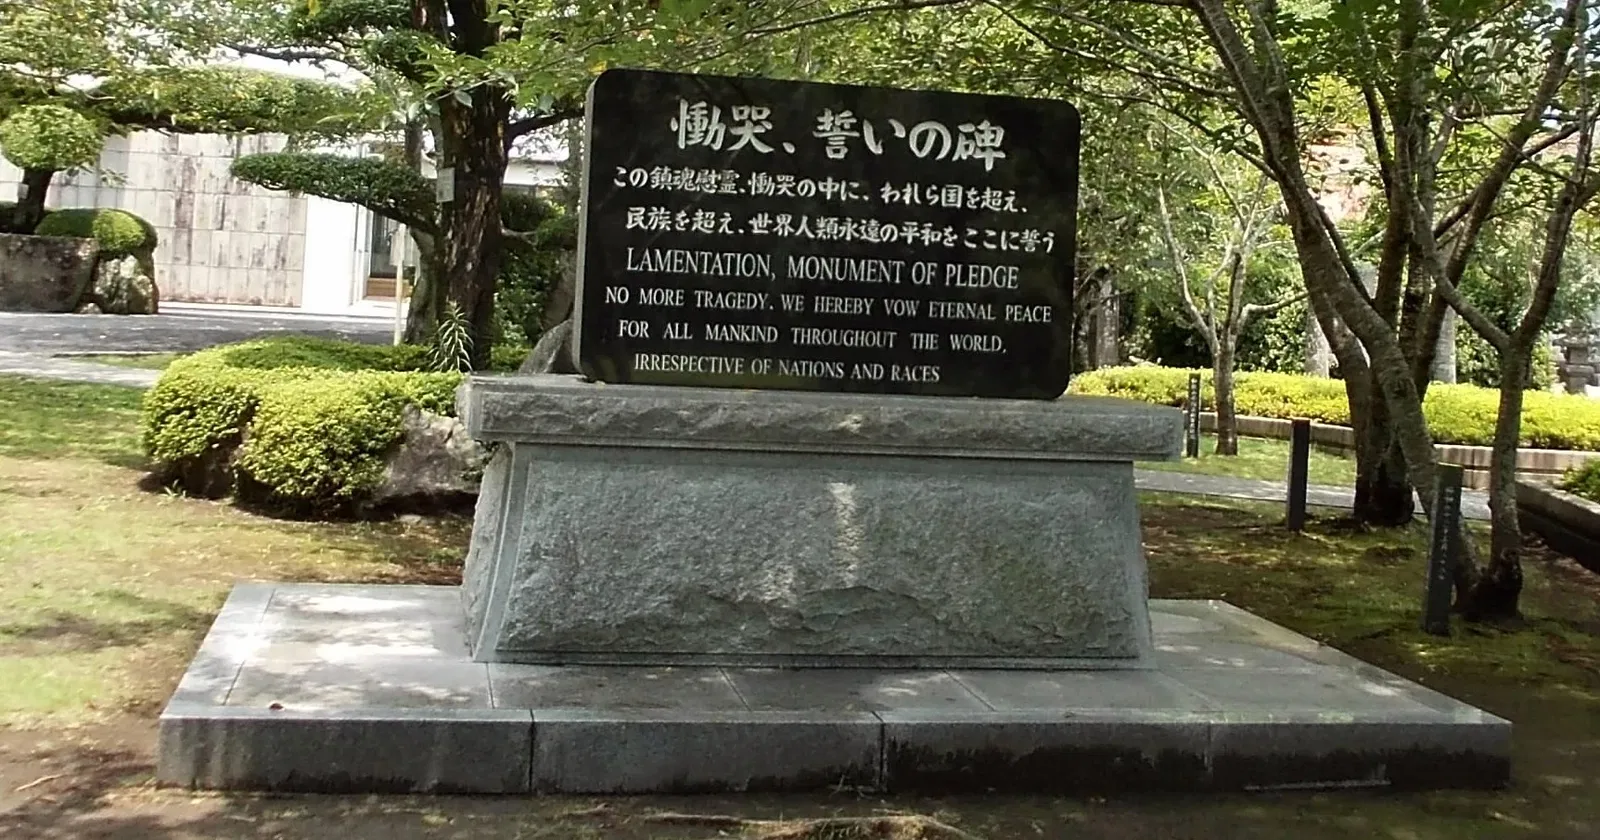 慟哭、誓いの碑
この鎮魂慰霊、慟哭の中に、われら国を超え、
民族を超え、世界人類永遠の平和をここに誓う
LAMENTATION, MONUMENT OF PLEDGE
NO MORE TRAGEDY. WE HEREBY VOW ETERNAL PEACE
FOR ALL MANKIND THROUGHOUT THE WORLD,
IRRESPECTIVE OF NATIONS AND RACES